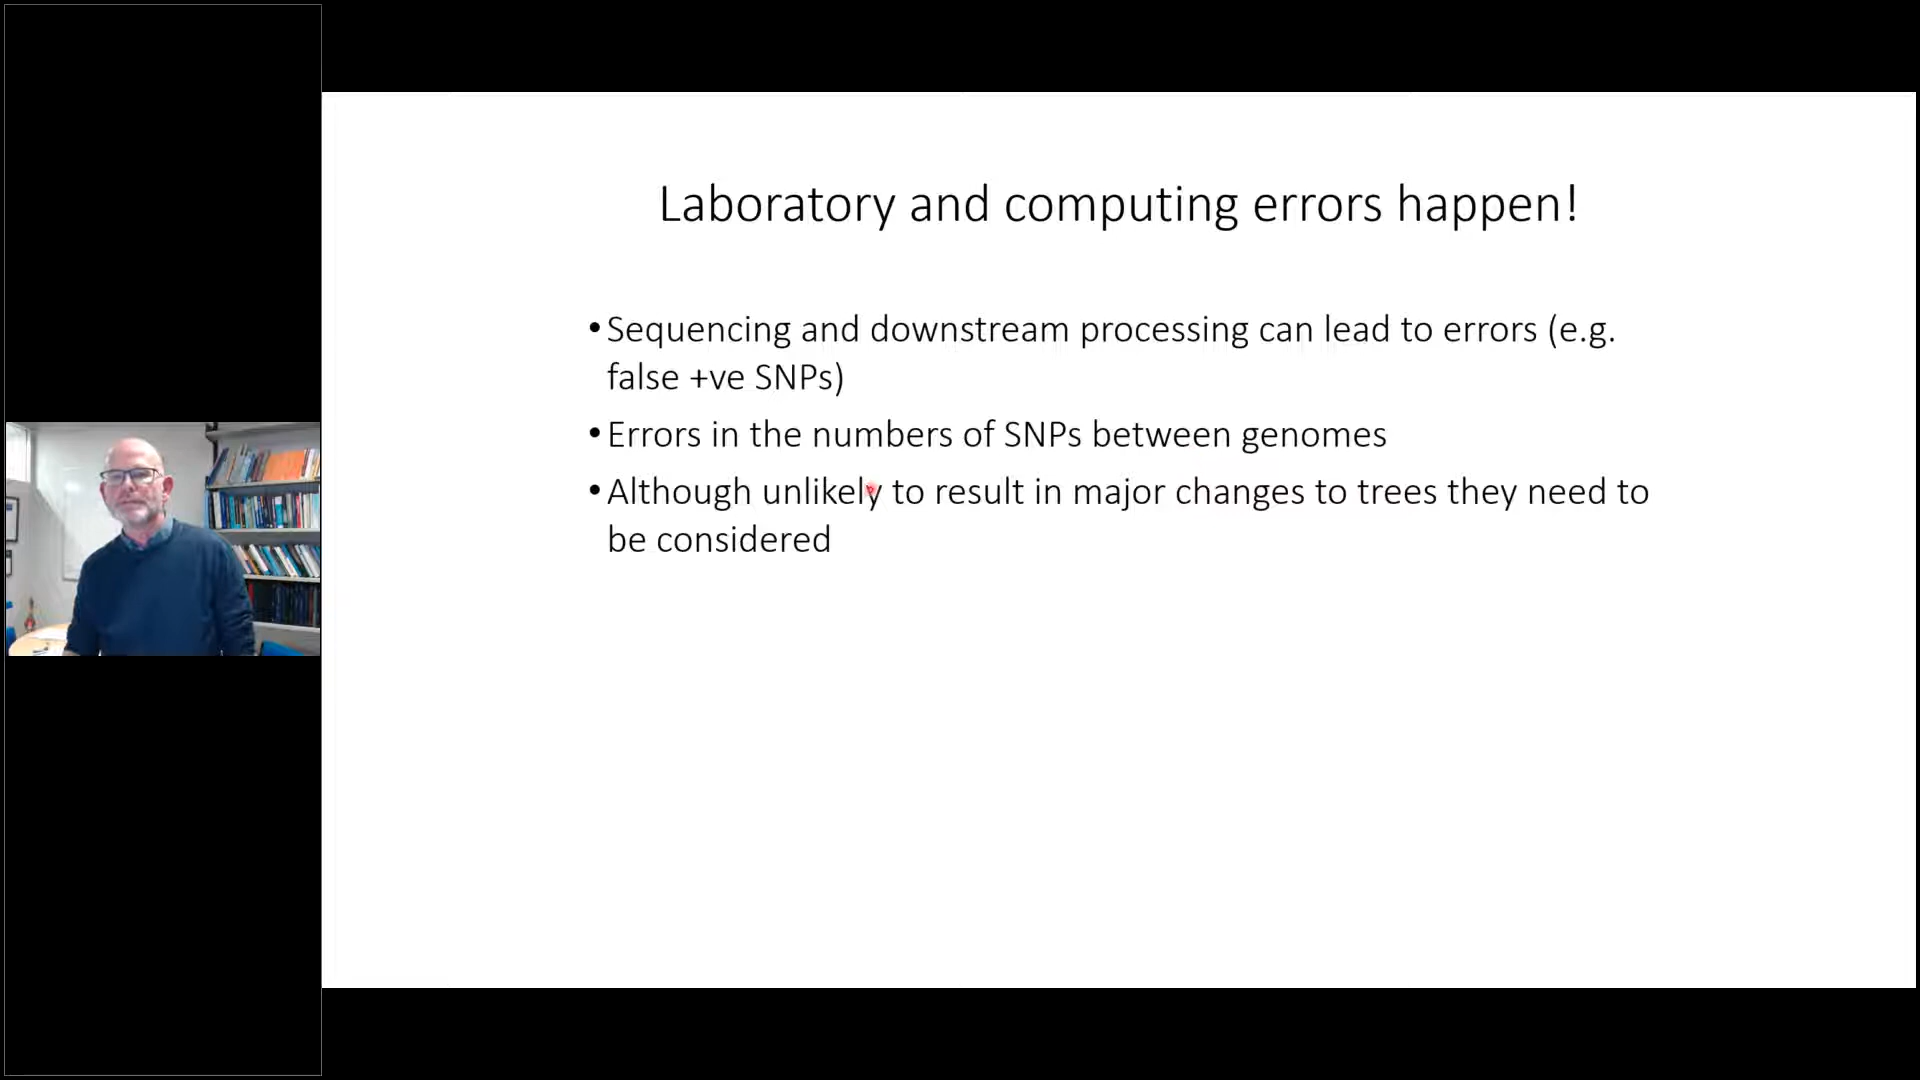 Laboratory and computing errors happen!
•Sequencing and downstream processing can lead to errors (e.g.
false +ve SNPs)
•Errors in the numbers of SNPs between genomes
•Although unlikely to result in major changes to trees they need to
be considered